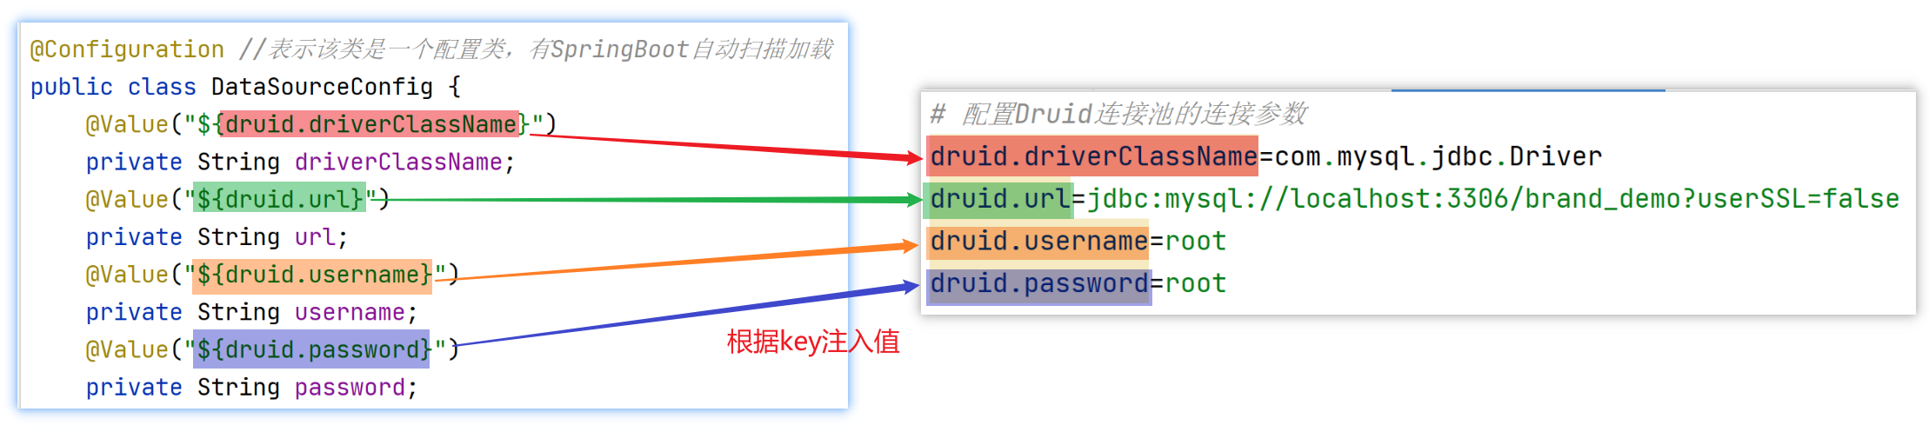 @Configuration //表示该类是一个配置类，有SpringBoot自动扫描加载
public class DataSourceConfig {
@Value("${druid.driverClassName}")
private String driverClassName;
@Value("${druid.url}")
private String url;
@Value("${druid.username}")
private String username;
@Value("${druid.password}")
private String password;
# 配置Druid连接池的连接参数
druid.driverClassName=com.mysql.jdbc.Driver
druid.url=jdbc:mysql://localhost:3306/brand_demo?userSSL=false
druid.username=root
druid.password=root
根据key注入值